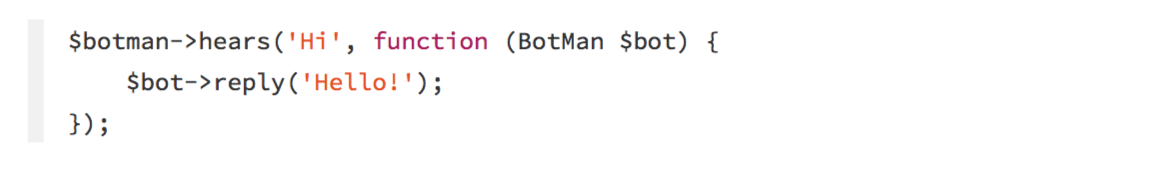 $botman->hears('Hi', function (BotMan $bot) {
    $bot->reply('Hello!');
});